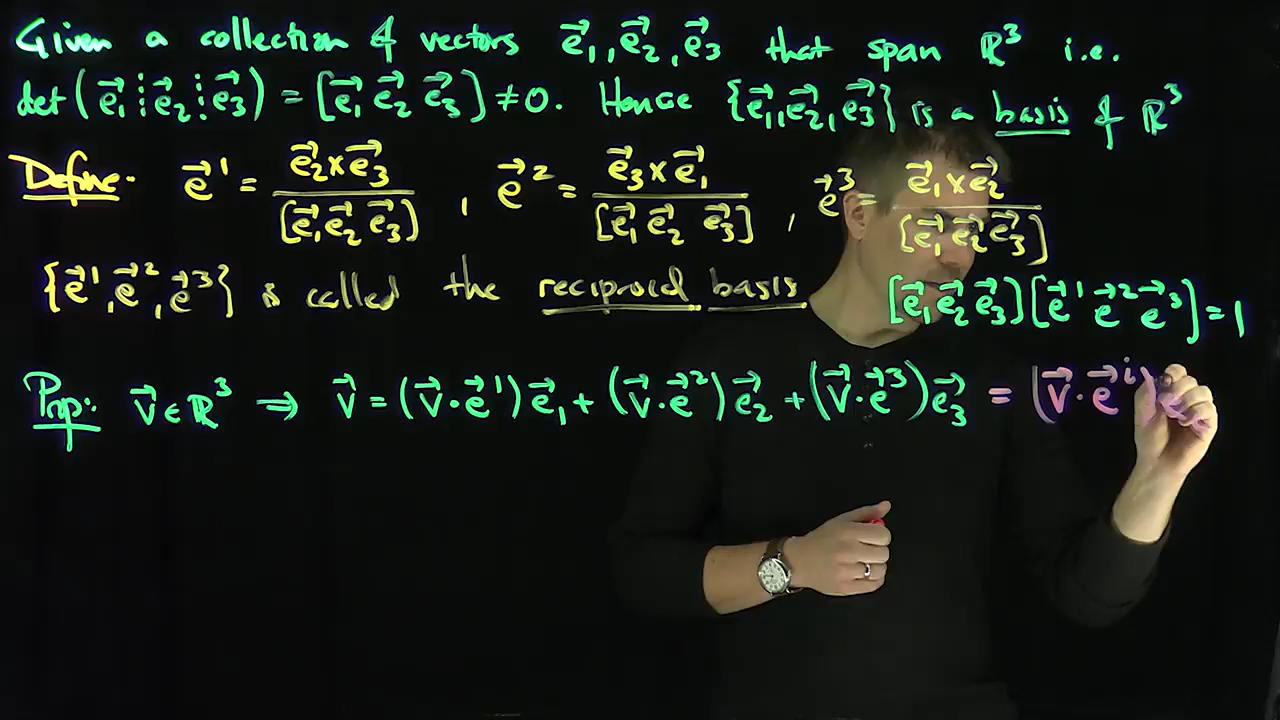 Given a collection of vectors e⃗₁, e⃗₂, e⃗₃ that span ℝ³ i.e.
det(e⃗₁⋮e⃗₂⋮e⃗₃) = [e⃗₁ e⃗₂ e⃗₃] ≠ 0. Hence {e⃗₁, e⃗₂, e⃗₃} is a basis of ℝ³
Define: e⃗¹ = (e⃗₂ × e⃗₃)/[e⃗₁ e⃗₂ e⃗₃], e⃗² = (e⃗₃ × e⃗₁)/[e⃗₁ e⃗₂ e⃗₃], e⃗³ = (e⃗₁ × e⃗₂)/[e⃗₁ e⃗₂ e⃗₃]
{e⃗¹, e⃗², e⃗³} is called the reciprocal basis
[e⃗₁ e⃗₂ e⃗₃][e⃗¹ e⃗² e⃗³] = 1
Prop: v⃗ ∈ ℝ³ ⇒ v⃗ = (v⃗ · e⃗¹) e⃗₁ + (v⃗ · e⃗²) e⃗₂ + (v⃗ · e⃗³) e⃗₃ = (v⃗ · e⃗ⁱ) e